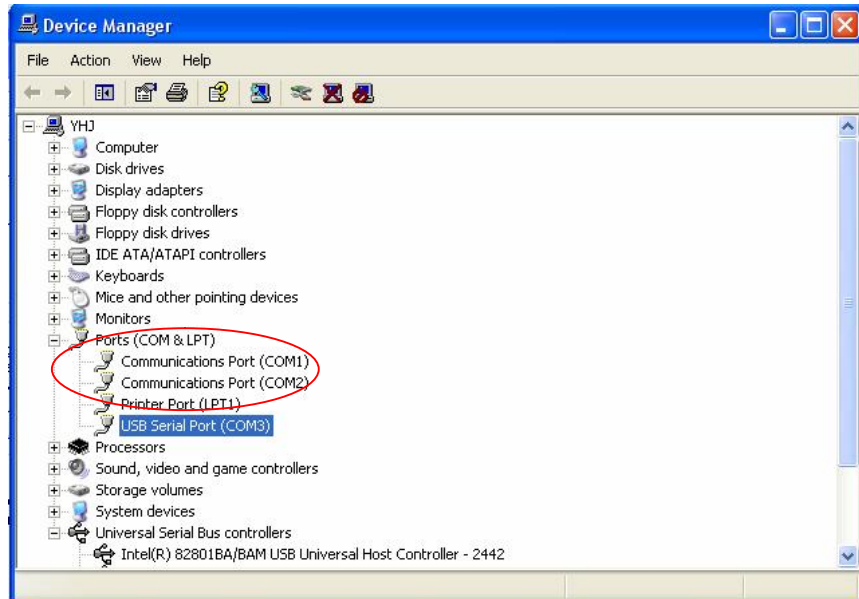 Device Manager
File Action View Help
YHJ
Computer
Disk drives
Display adapters
Floppy disk controllers
Floppy disk drives
IDE ATA/ATAPI controllers
Keyboards
Mice and other pointing devices
Monitors
Ports (COM & LPT)
Communications Port (COM1)
Communications Port (COM2)
Printer Port (LPT1)
USB Serial Port (COM3)
Processors
Sound, video and game controllers
Storage volumes
System devices
Universal Serial Bus controllers
Intel(R) 82801BA/BAM USB Universal Host Controller - 2442